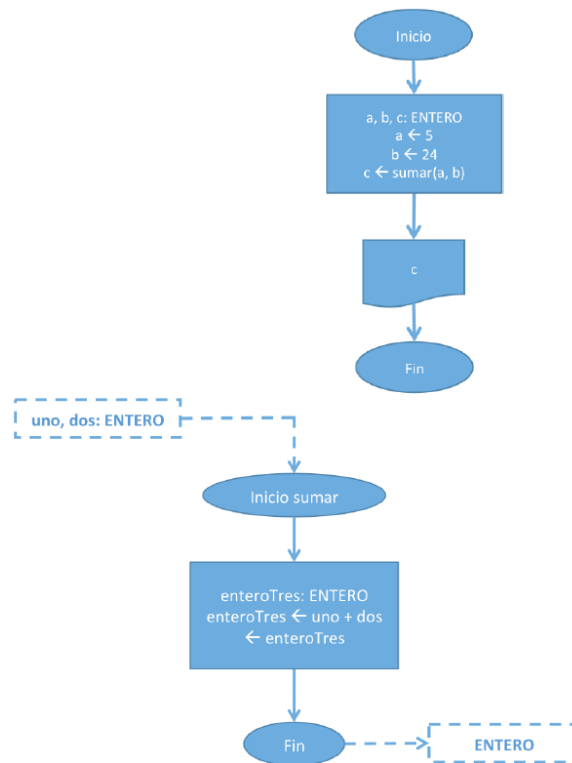 Inicio
a, b, c: ENTERO
a ← 5
b ← 24
c ← sumar(a, b)
c
Fin
uno, dos: ENTERO
Inicio sumar
enteroTres: ENTERO
enteroTres ← uno + dos
← enteroTres
Fin
ENTERO